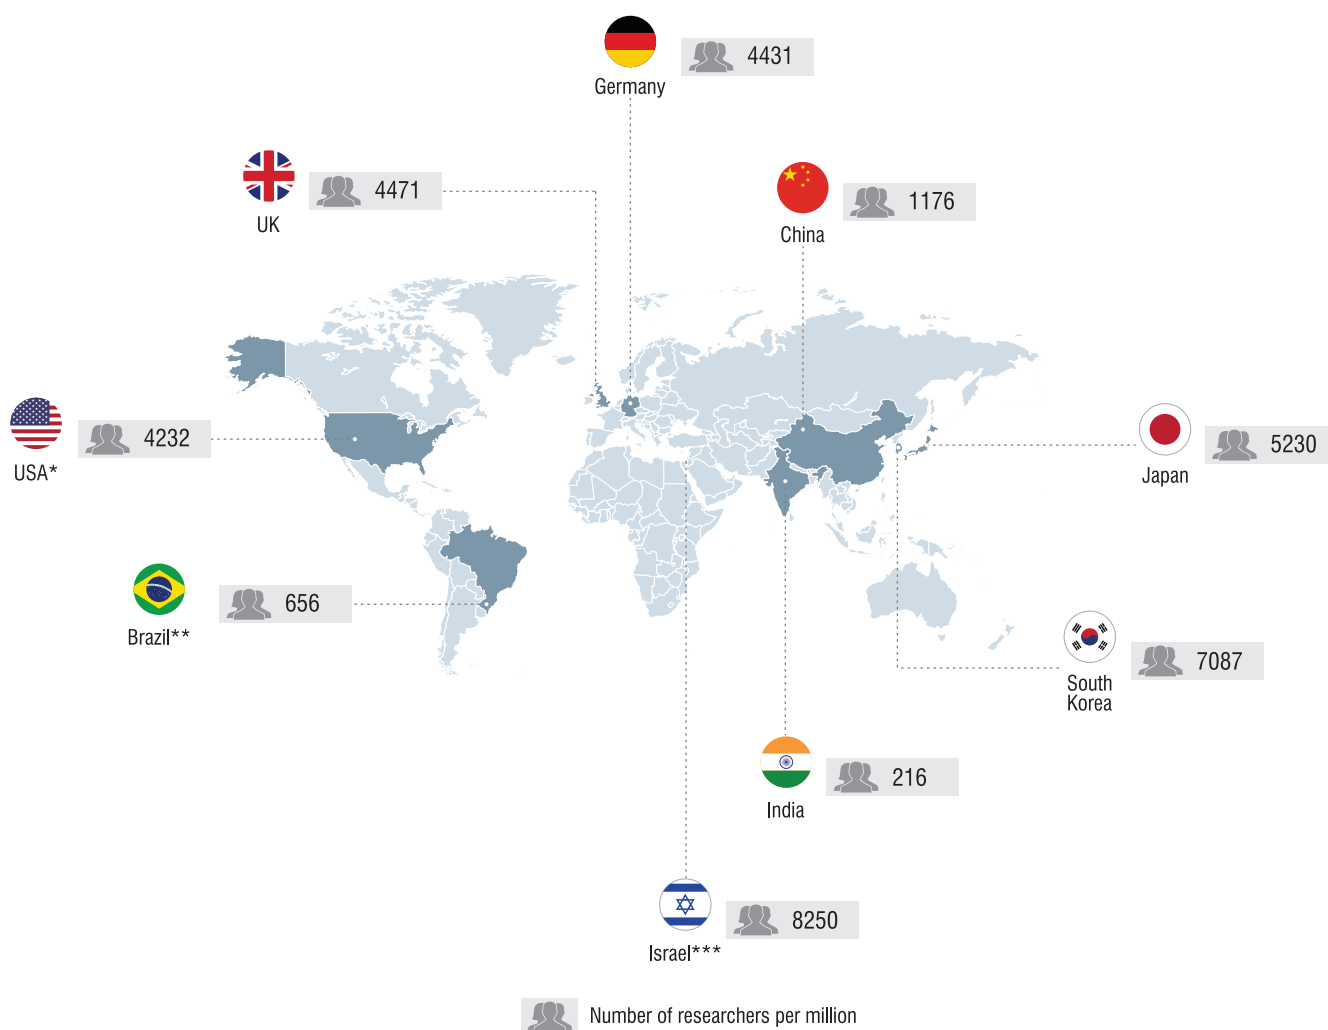 Germany
4431
UK
4471
China
1176
USA*
4232
Japan
5230
Brazil**
656
South
Korea
7087
India
216
Israel***
8250
Number of researchers per million